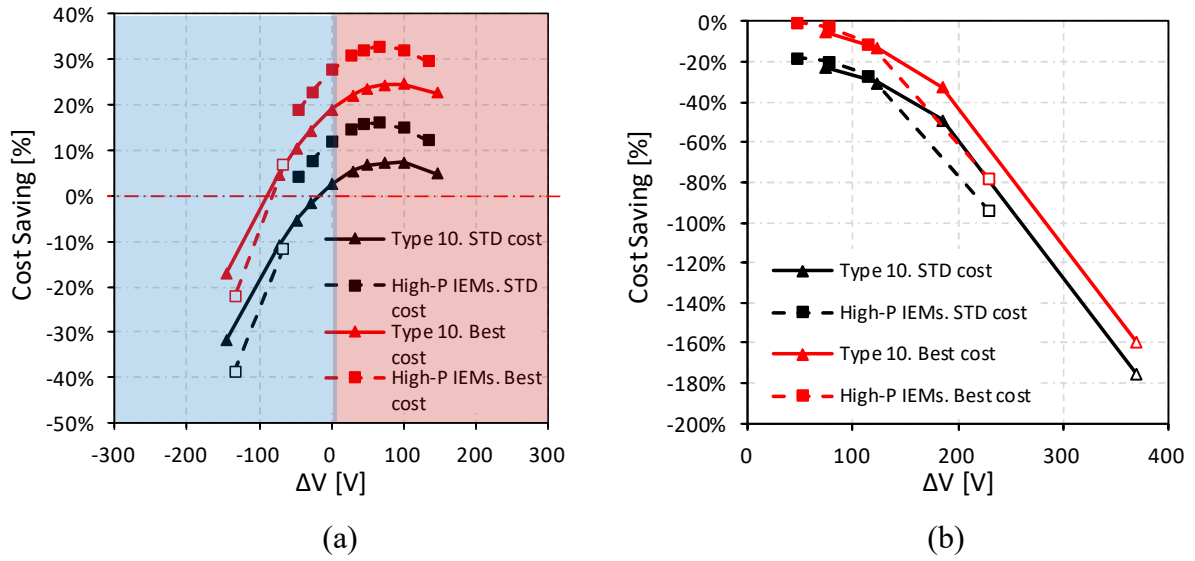 Cost Saving [%]
40%
30%
20%
10%
0%
-10%
-20%
-30%
-40%
-50%
-300 -200 -100 0 100 200 300
ΔV [V]
Type 10. STD cost
High-P IEMs. STD
cost
Type 10. Best
cost
High-P IEMs. Best
cost
(a)
Cost Saving [%]
0%
-20%
-40%
-60%
-80%
-100%
-120%
-140%
-160%
-180%
-200%
0 100 200 300 400
ΔV [V]
Type 10. STD cost
High-P IEMs. STD cost
Type 10. Best cost
High-P IEMs. Best cost
(b)